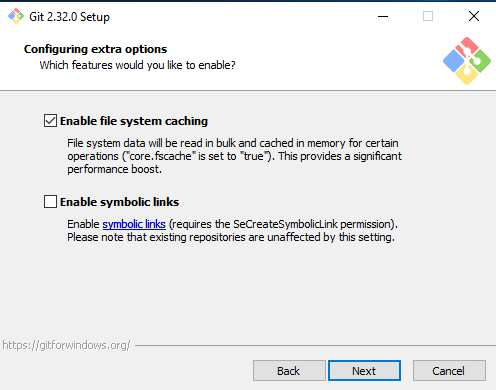 Git 2.32.0 Setup
Configuring extra options
Which features would you like to enable?
Enable file system caching
File system data will be read in bulk and cached in memory for certain
operations ("core.fscache" is set to "true"). This provides a significant
performance boost.
Enable symbolic links
Enable symbolic links (requires the SeCreateSymbolicLink permission).
Please note that existing repositories are unaffected by this setting.
https://gitforwindows.org/
Back
Next
Cancel